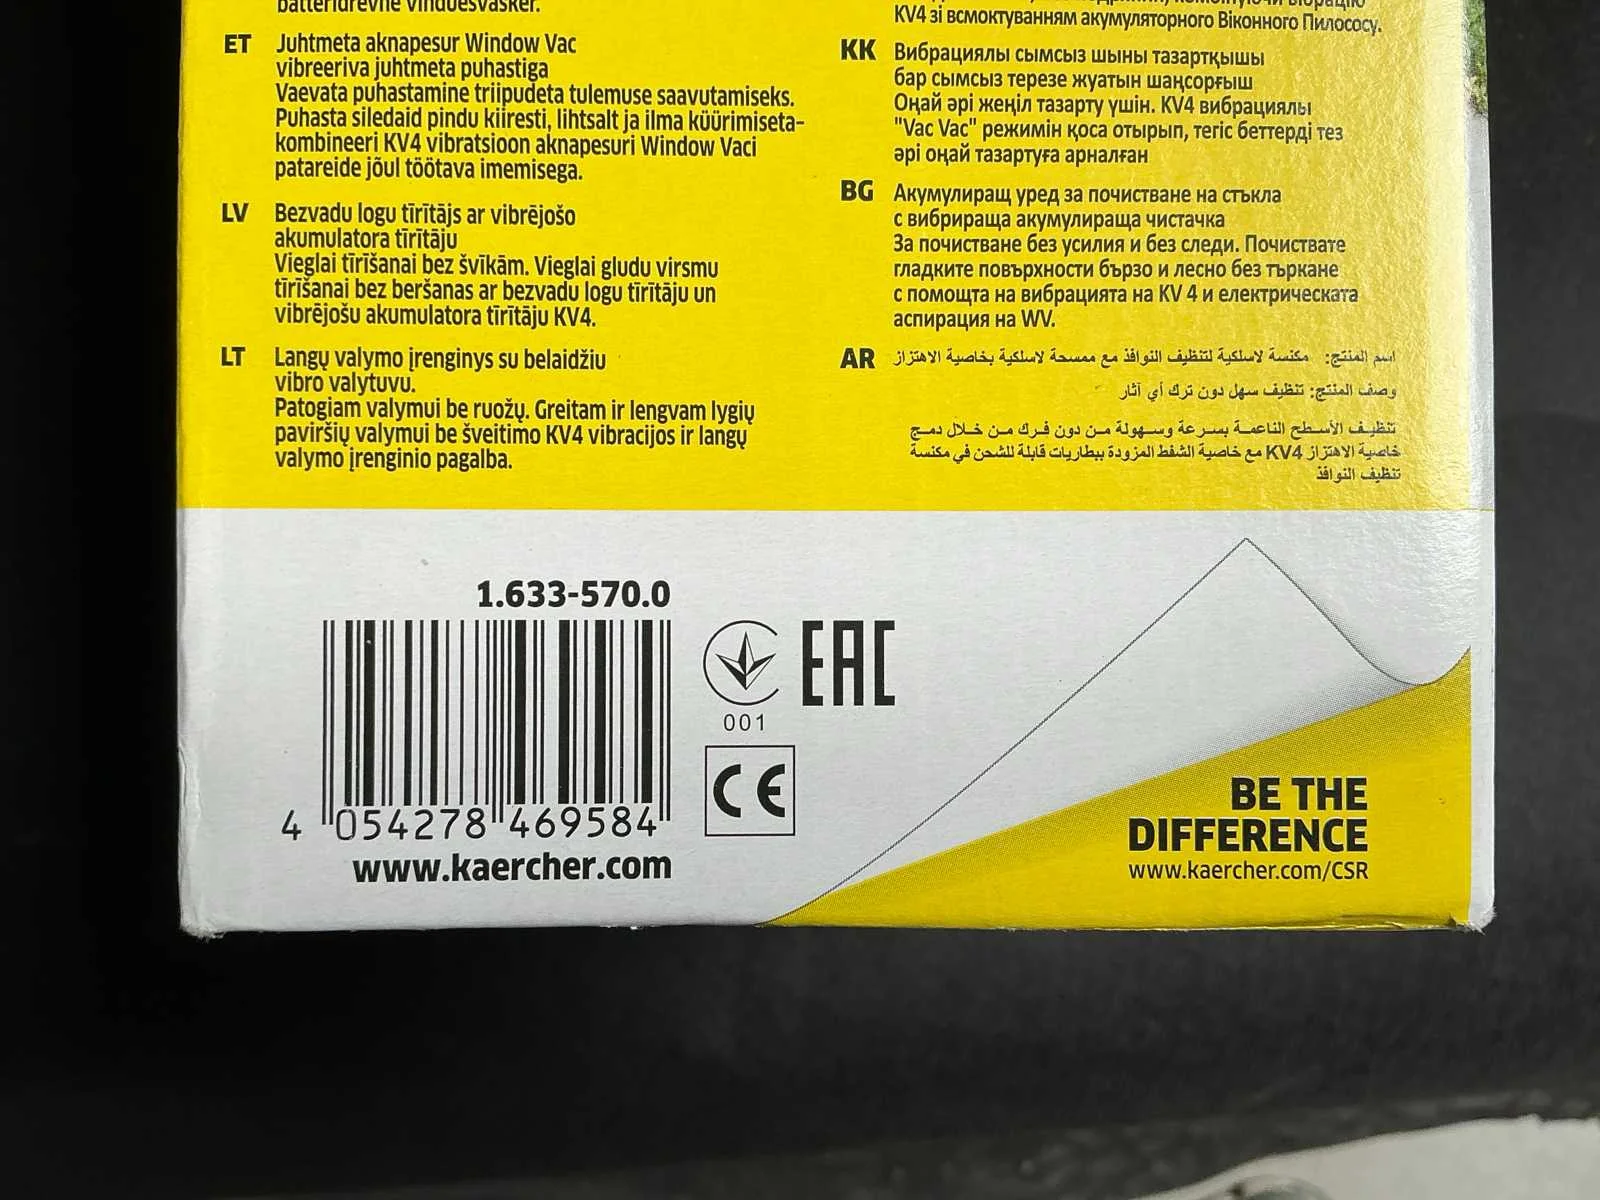 batteridrevne vinduesvasker.
ET Juhtmeta aknapesur Window Vac
vibreeriva juhtmeta puhastiga
Vaevata puhastamine triipudeta tulemuse saavutamiseks.
Puhasta siledaid pindu kiiresti, lihtsalt ja ilma küürimiseta-
kombineeri KV4 vibratsioon aknapesuri Window Vaci
patareide jõul töötava imemisega.
LV Bezvadu logu tīrītājs ar vibrējošo
akumulatora tīrītāju
Vieglai tīrīšanai bez švīkām. Vieglai gludu virsmu
tīrīšanai bez beršanas ar bezvadu logu tīrītāju un
vibrējošu akumulatora tīrītāju KV4.
LT Langų valymo įrenginys su belaidžiu
vibro valytuvu.
Patogiam valymui be ruožų. Greitam ir lengvam lygių
paviršių valymui be šveitimo KV4 vibracijos ir langų
valymo įrenginio pagalba.
комбінуючи вібрацію
KV4 зі всмоктуванням акумуляторного Віконного Пилососу.
KK Вибрациялы сымсыз шыны тазартқышы
бар сымсыз терезе жуатын шаңсорғыш
Оңай әрі жеңіл тазарту үшін. KV4 вибрациялы
"Vac Vac" режимін қоса отырып, тегіс беттерді тез
әрі оңай тазартуға арналған
BG Акумулиращ уред за почистване на стъкла
с вибрираща акумулираща чистачка
За почистване без усилия и без следи. Почиствате
гладките повърхности бързо и лесно без търкане
с помощта на вибрацията на KV 4 и електрическата
аспирация на WV.
AR اسم المنتج: مكنسة لاسلكية لتنظيف النوافذ مع ممسحة لاسلكية بخاصية الاهتزاز
وصف المنتج: تنظيف سهل دون ترك أي آثار
تنظيف الأسطح الناعمة بسرعة وسهولة من دون فرك من خلال دمج
خاصية الاهتزاز KV4 مع خاصية الشفط المزودة ببطاريات قابلة للشحن في مكنسة
تنظيف النوافذ
1.633-570.0
4 054278 469584
www.kaercher.com
001
EAC
CE
BE THE
DIFFERENCE
www.kaercher.com/CSR